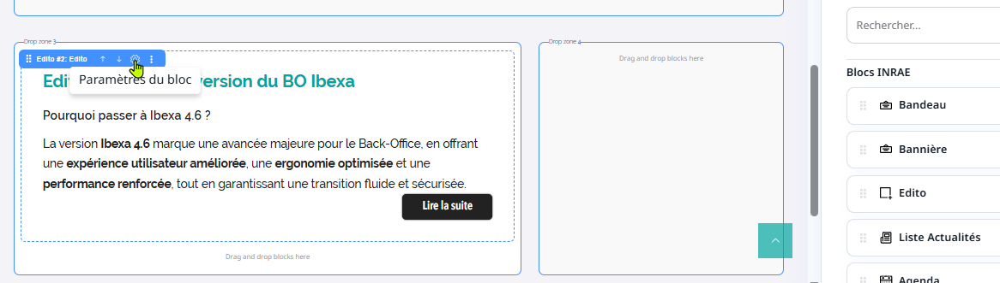 Drop zone 3
Drop zone 4
Edito #2: Edito
Paramètres du bloc
Edi version du BO Ibexa
Pourquoi passer à Ibexa 4.6 ?
La version Ibexa 4.6 marque une avancée majeure pour le Back-Office, en offrant
une expérience utilisateur améliorée, une ergonomie optimisée et une
performance renforcée, tout en garantissant une transition fluide et sécurisée.
Lire la suite
Drag and drop blocks here
Drag and drop blocks here
Rechercher...
Blocs INRAE
Bandeau
Bannière
Edito
Liste Actualités
Agenda